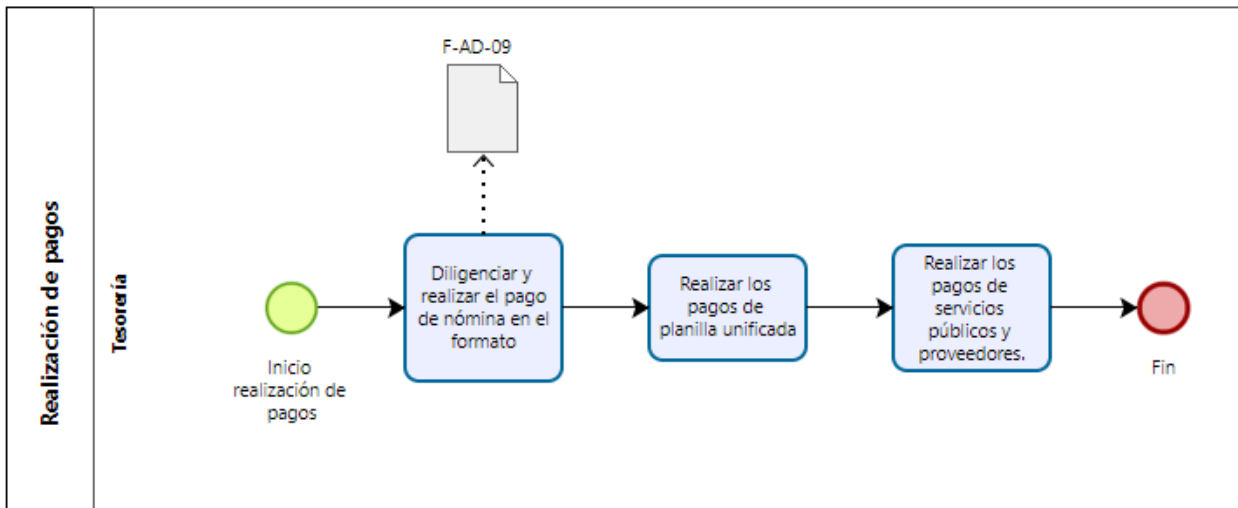 Realización de pagos
Tesorería
F-AD-09
Inicio
realización de
pagos
Diligenciar y
realizar el pago
de nómina en el
formato
Realizar los
pagos de
planilla unificada
Realizar los
pagos de
servicios
públicos y
proveedores.
Fin